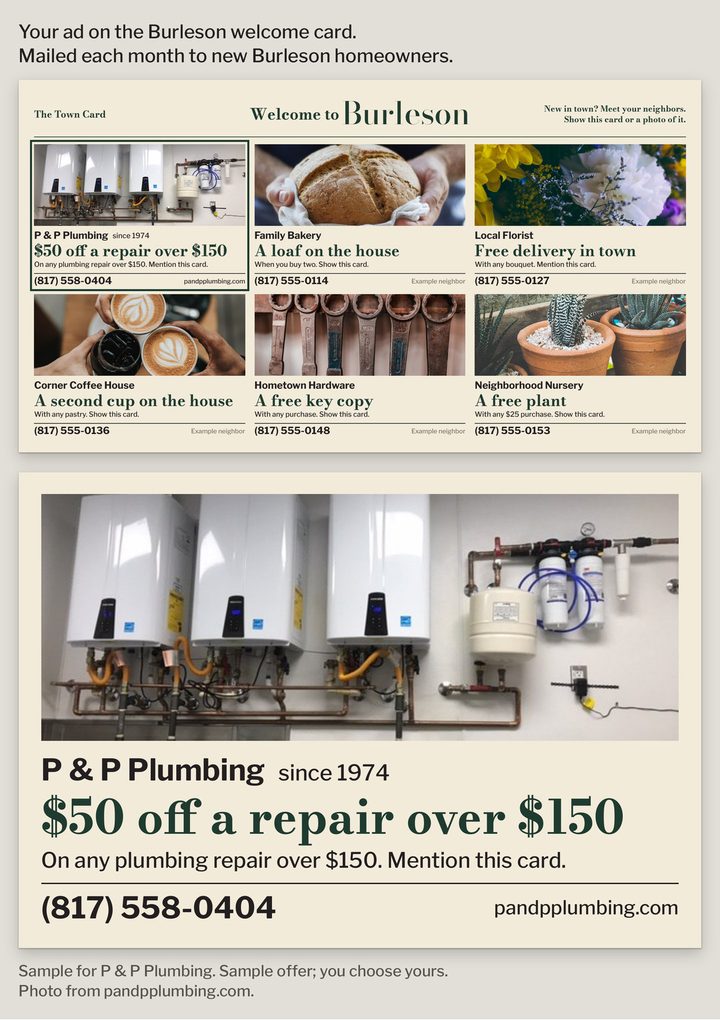 Your ad on the Burleson welcome card.
Mailed each month to new Burleson homeowners.
The Town Card
Welcome to Burleson
New in town? Meet your neighbors.
Show this card or a photo of it.
P & P Plumbing since 1974
$50 off a repair over $150
On any plumbing repair over $150. Mention this card.
(817) 558-0404 pandpplumbing.com
Family Bakery
A loaf on the house
When you buy two. Show this card.
(817) 555-0114 Example neighbor
Local Florist
Free delivery in town
With any bouquet. Mention this card.
(817) 555-0127 Example neighbor
Corner Coffee House
A second cup on the house
With any pastry. Show this card.
(817) 555-0136 Example neighbor
Hometown Hardware
A free key copy
With any purchase. Show this card.
(817) 555-0148 Example neighbor
Neighborhood Nursery
A free plant
With any $25 purchase. Show this card.
(817) 555-0153 Example neighbor
P & P Plumbing since 1974
$50 off a repair over $150
On any plumbing repair over $150. Mention this card.
(817) 558-0404 pandpplumbing.com
Sample for P & P Plumbing. Sample offer; you choose yours.
Photo from pandpplumbing.com.